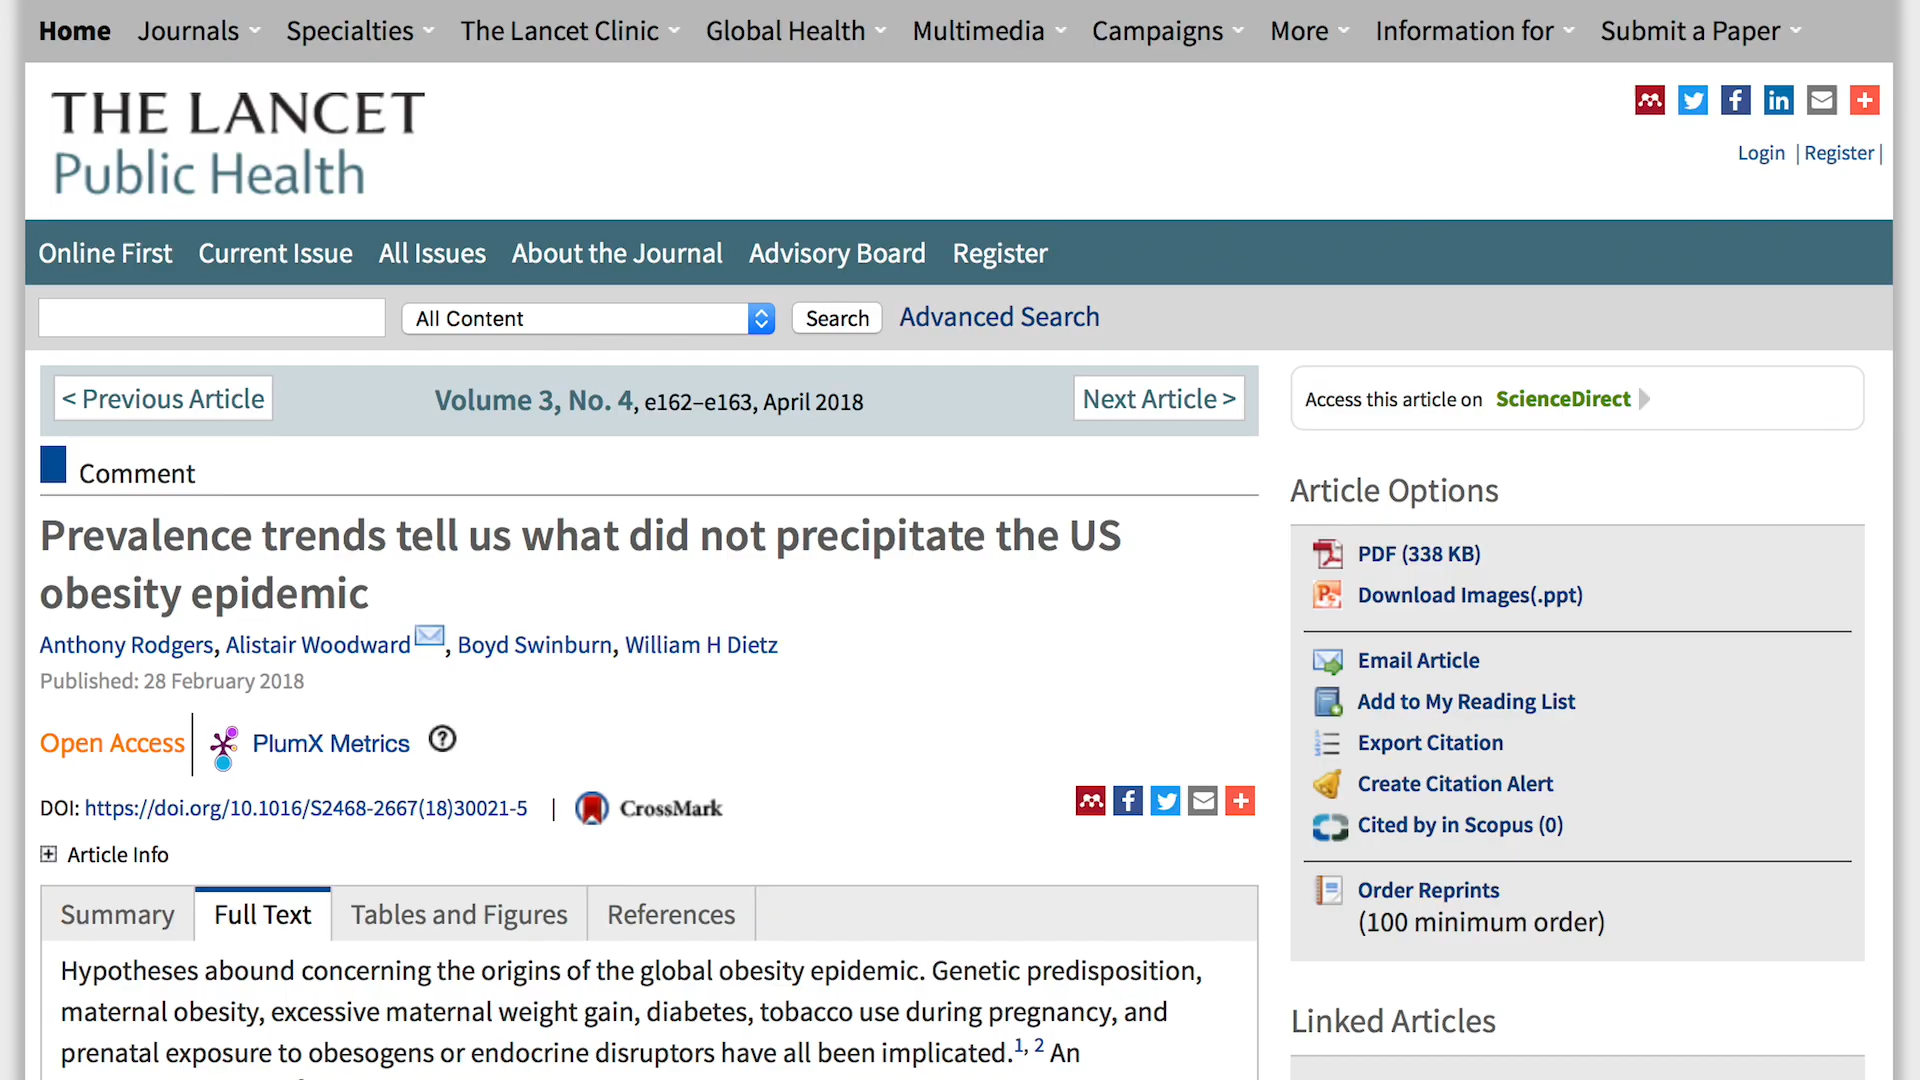 Home Journals Specialties The Lancet Clinic Global Health Multimedia Campaigns More Information for Submit a Paper
THE LANCET
Public Health
Login | Register |
Online First Current Issue All Issues About the Journal Advisory Board Register
All Content Search Advanced Search
< Previous Article Volume 3, No. 4, e162–e163, April 2018 Next Article >
Comment
Prevalence trends tell us what did not precipitate the US
obesity epidemic
Anthony Rodgers, Alistair Woodward, Boyd Swinburn, William H Dietz
Published: 28 February 2018
Open Access PlumX Metrics ?
DOI: https://doi.org/10.1016/S2468-2667(18)30021-5 | CrossMark
Article Info
Summary Full Text Tables and Figures References
Hypotheses abound concerning the origins of the global obesity epidemic. Genetic predisposition,
maternal obesity, excessive maternal weight gain, diabetes, tobacco use during pregnancy, and
prenatal exposure to obesogens or endocrine disruptors have all been implicated.1, 2 An
Access this article on ScienceDirect
Article Options
PDF (338 KB)
Download Images(.ppt)
Email Article
Add to My Reading List
Export Citation
Create Citation Alert
Cited by in Scopus (0)
Order Reprints
(100 minimum order)
Linked Articles